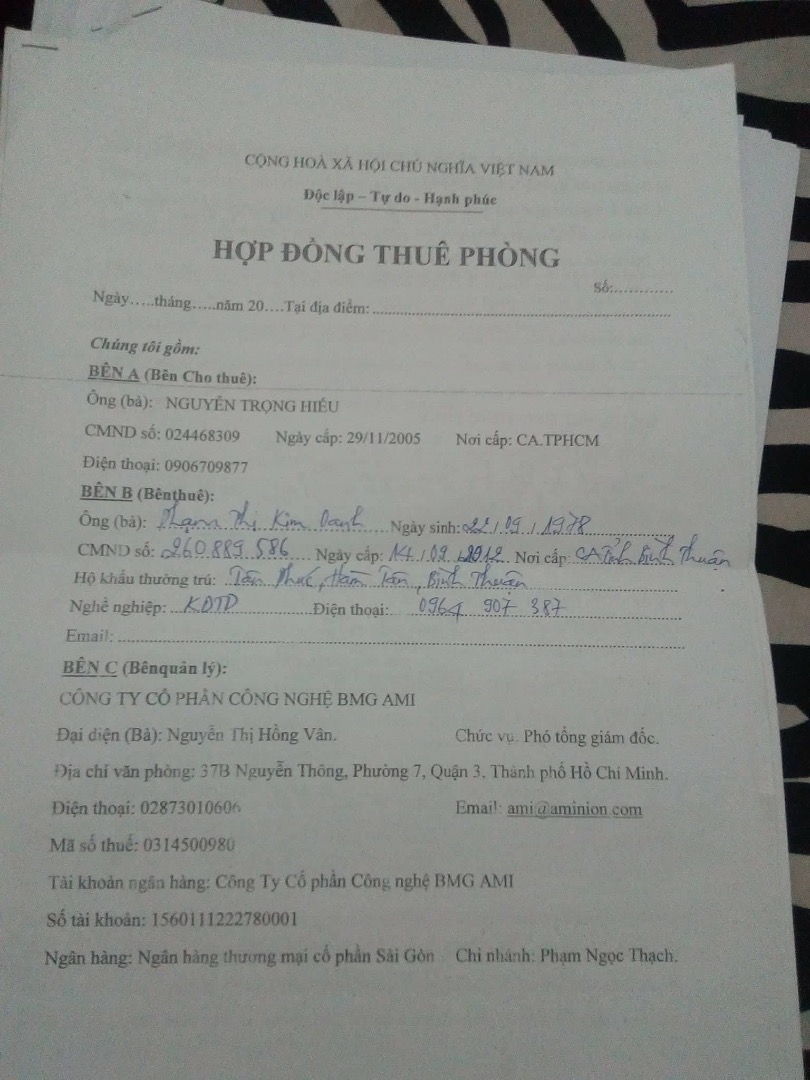 CỘNG HOÀ XÃ HỘI CHỦ NGHĨA VIỆT NAM
Độc lập – Tự do - Hạnh phúc
HỢP ĐỒNG THUÊ PHÒNG
Số:............
Ngày.....tháng.....năm 20....Tại địa điểm:......................................................
Chúng tôi gồm:
BÊN A (Bên Cho thuê):
Ông (bà): NGUYỄN TRỌNG HIẾU
CMND số: 024468309 Ngày cấp: 29/11/2005 Nơi cấp: CA.TPHCM
Điện thoại: 0906709877
BÊN B (Bênthuê):
Ông (bà): Phạm Thị Kim Oanh Ngày sinh: 22/09/1978
CMND số: 260889586 Ngày cấp: 14/09/2012 Nơi cấp: CA Tỉnh Bình Thuận
Hộ khẩu thường trú: Tân Phúc, Hàm Tân, Bình Thuận
Nghề nghiệp: KDTD Điện thoại: 0964 907 387
Email: ......................................................
BÊN C (Bênquản lý):
CÔNG TY CỔ PHẦN CÔNG NGHỆ BMG AMI
Đại diện (Bà): Nguyễn Thị Hồng Vân. Chức vụ. Phó tổng giám đốc.
Địa chỉ văn phòng: 37B Nguyễn Thông, Phường 7, Quận 3, Thành phố Hồ Chí Minh.
Điện thoại: 02873010606 Email: ami@aminion.com
Mã số thuế: 0314500980
Tài khoản ngân hàng: Công Ty Cổ phần Công nghệ BMG AMI
Số tài khoản: 1560111222780001
Ngân hàng: Ngân hàng thương mại cổ phần Sài Gòn Chi nhánh: Phạm Ngọc Thạch.